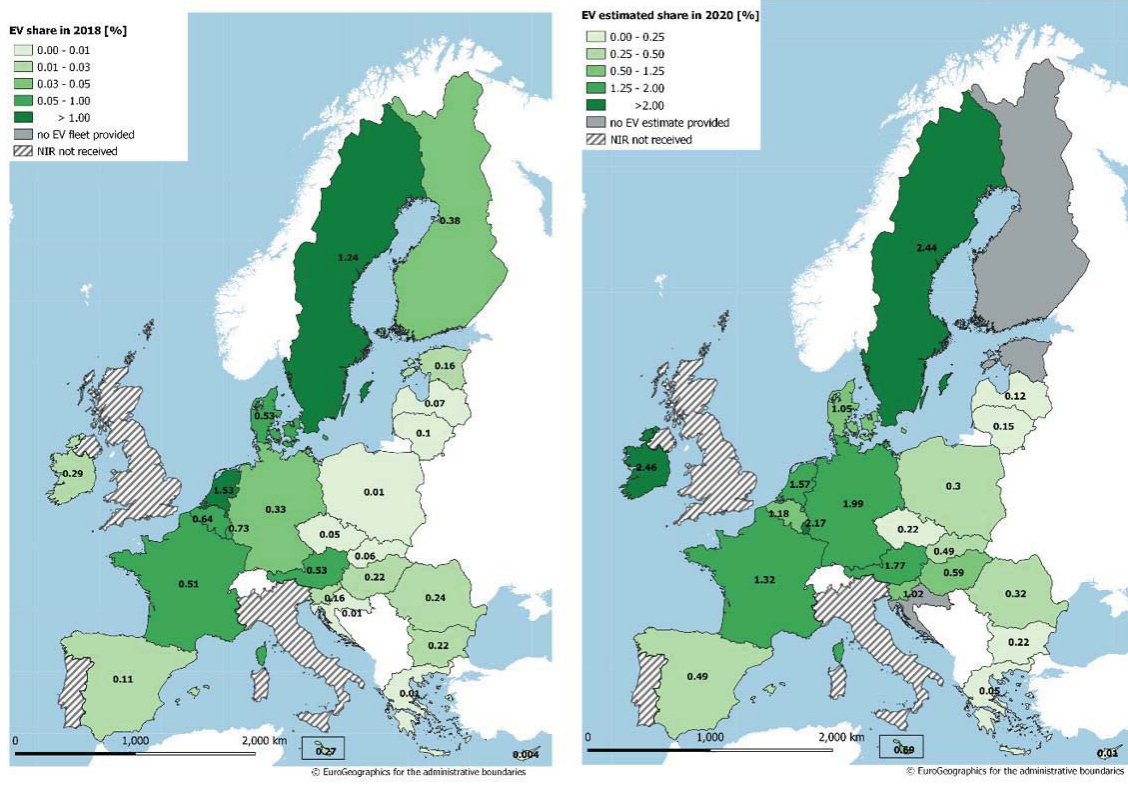 EV share in 2018 [%]
0.00 - 0.01
0.01 - 0.03
0.03 - 0.05
0.05 - 1.00
> 1.00
no EV fleet provided
NIR not received
0.38
1.24
0.16
0.07
0.53
0.1
0.29
1.53
0.01
0.33
0.64
0.73
0.05
0.06
0.53
0.51
0.22
0.16
0.24
0.01
0.22
0.11
0.01
0
1,000
2,000 km
0.27
0.004
© EuroGeographics for the administrative boundaries
EV estimated share in 2020 [%]
0.00 - 0.25
0.25 - 0.50
0.50 - 1.25
1.25 - 2.00
>2.00
no EV estimate provided
NIR not received
2.44
0.12
1.05
0.15
2.46
1.57
0.3
1.99
1.18
2.17
0.22
0.49
1.77
1.32
0.59
1.02
0.32
0.22
0.49
0.05
0
1,000
2,000 km
0.69
0.01
© EuroGeographics for the administrative boundaries